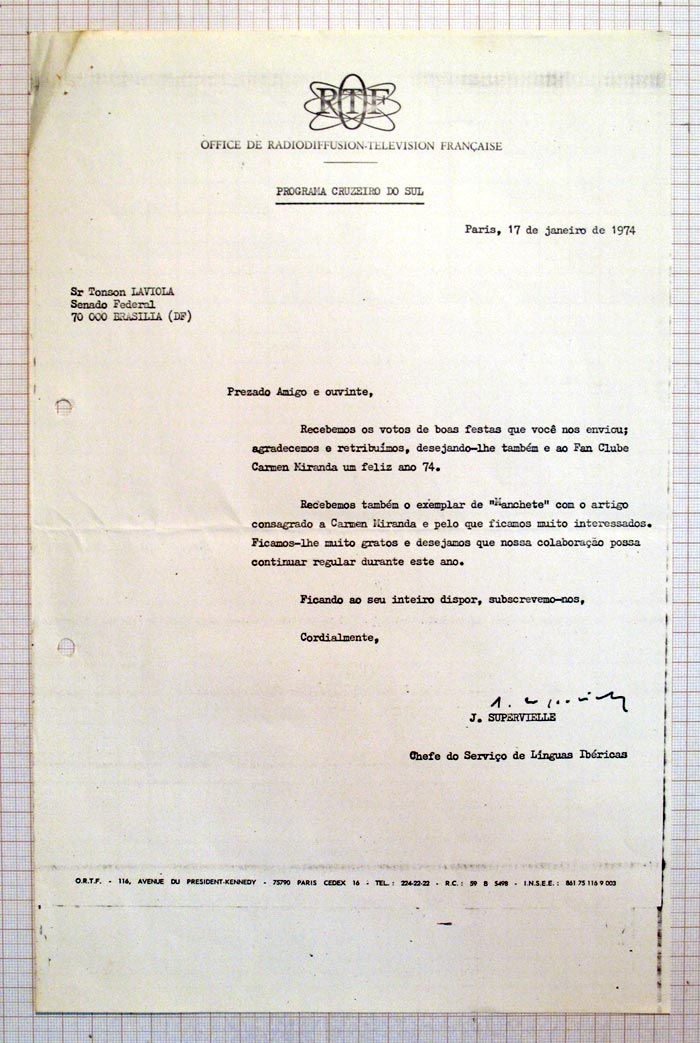 RTF
OFFICE DE RADIODIFFUSION-TELEVISION FRANÇAISE
PROGRAMA CRUZEIRO DO SUL
Paris, 17 de janeiro de 1974
Sr Tonson LAVIOLA
Senado Federal
70 000 BRASILIA (DF)
Prezado Amigo e ouvinte,
Recebemos os votos de boas festas que você nos enviou;
agradecemos e retribuímos, desejando-lhe também e ao Fan Clube
Carmen Miranda um feliz ano 74.
Recebemos também o exemplar de "Manchete" com o artigo
consagrado a Carmen Miranda e pelo que ficamos muito interessados.
Ficamos-lhe muito gratos e desejamos que nossa colaboração possa
continuar regular durante este ano.
Ficando ao seu inteiro dispor, subscrevemo-nos,
Cordialmente,
J. SUPERVIELLE
Chefe do Serviço de Línguas Ibéricas
O.R.T.F. - 116, AVENUE DU PRESIDENT-KENNEDY - 75790 PARIS CEDEX 16 - TEL. : 224-22-22 - R.C. : 59 B 5498 - I.N.S.E.E. : 861 75 116 9 003